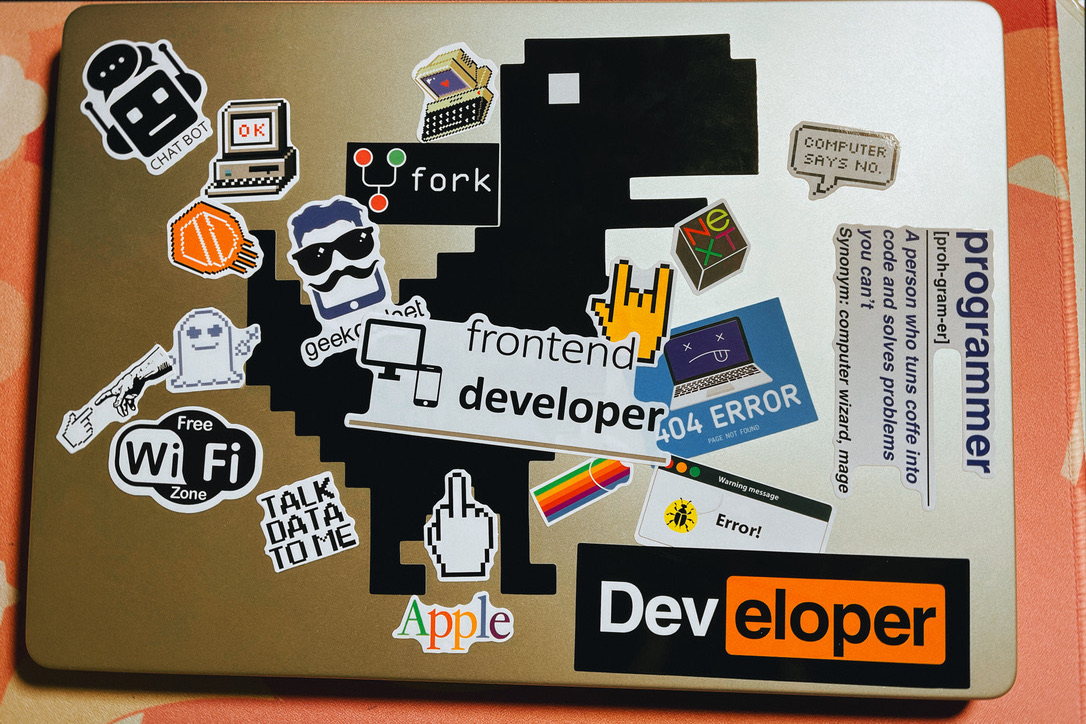 CHAT BOT
OK
fork
COMPUTER
SAYS NO.
NeXT
programmer
[proh-gram-er]
A person who tuns coffe into
code and solves problems
you can't
Synonym: computer wizard, mage
frontend
developer
404 ERROR
PAGE NOT FOUND
Free
Wi Fi
Zone
TALK
DATA
TO ME
Warning message
Error!
Apple
Developer